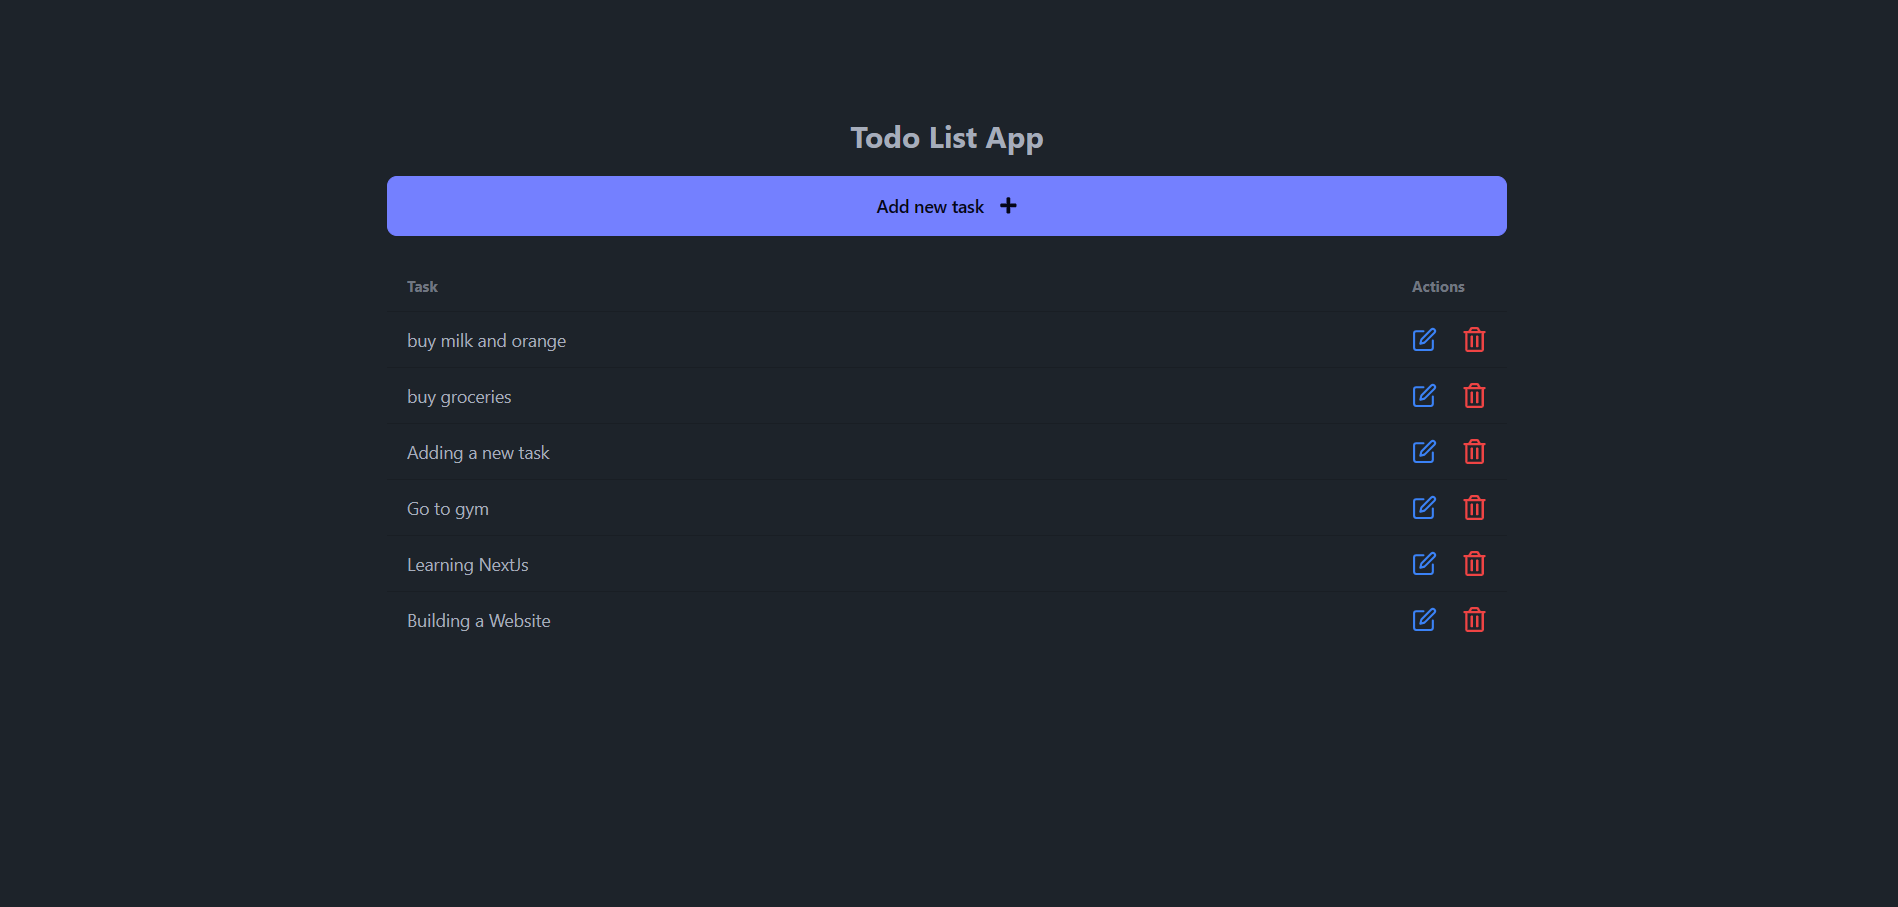 Todo List App
Add new task
Task Actions
buy milk and orange
buy groceries
Adding a new task
Go to gym
Learning NextJs
Building a Website